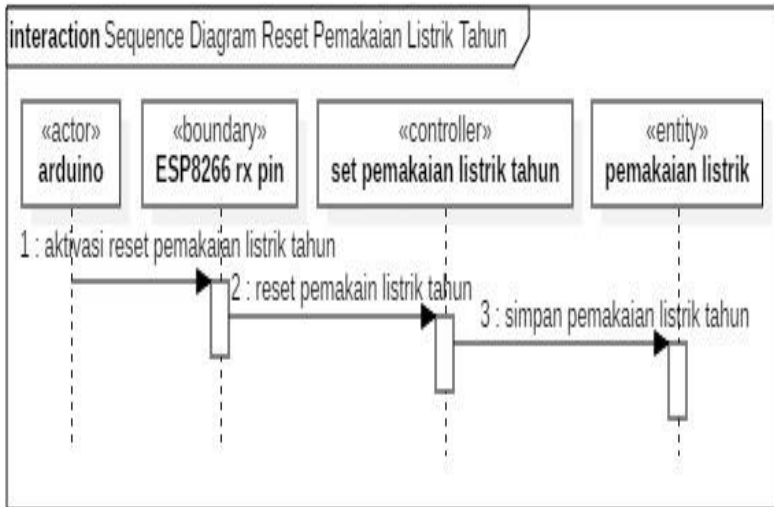 interaction Sequence Diagram Reset Pemakaian Listrik Tahun
«actor»
arduino
«boundary»
ESP8266 rx pin
«controller»
set pemakaian listrik tahun
«entity»
pemakaian listrik
1 : aktivasi reset pemakaian listrik tahun
2 : reset pemakain listrik tahun
3 : simpan pemakaian listrik tahun